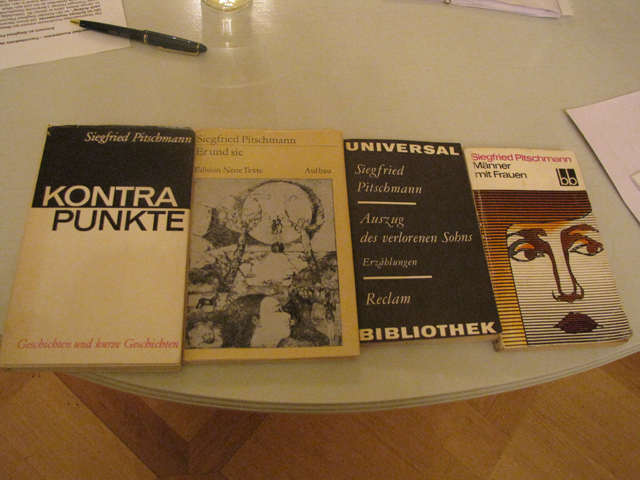 Siegfried Pitschmann
KONTRA
PUNKTE
Geschichten und kurze Geschichten
Siegfried Pitschmann
Er und sie
Edition Neue Texte Aufbau
UNIVERSAL
Siegfried
Pitschmann
Auszug
des verlorenen Sohns
Erzählungen
Reclam
BIBLIOTHEK
Siegfried Pitschmann
Männer
mit Frauen
bb